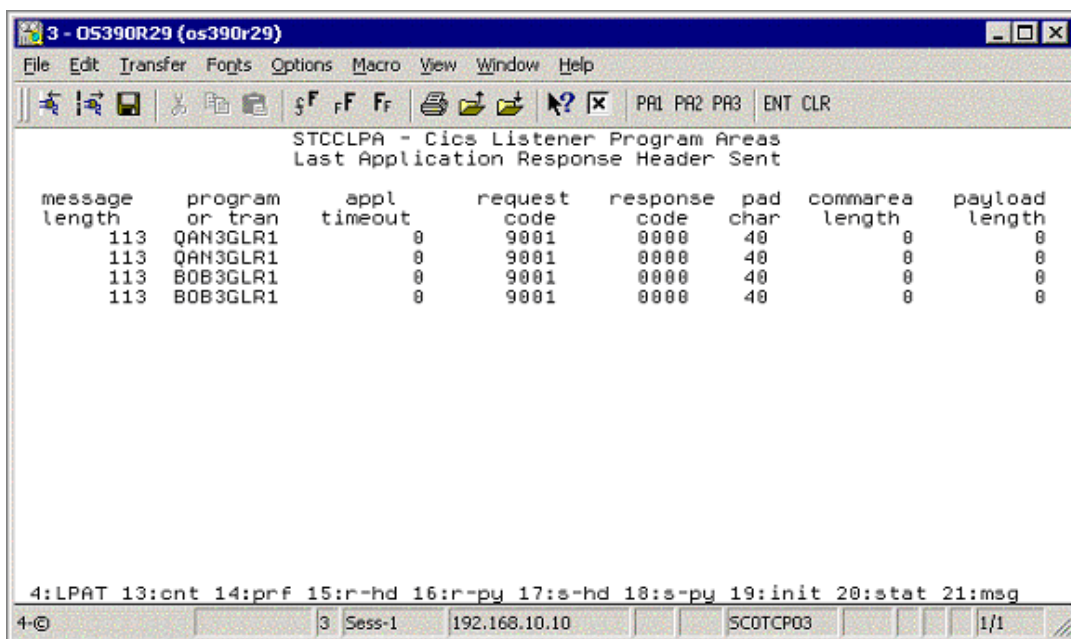 3 - OS390R29 (os390r29)
File Edit Transfer Fonts Options Macro View Window Help
PA1 PA2 PA3 ENT CLR
STCCLPA - Cics Listener Program Areas
Last Application Response Header Sent
message program appl request response pad commarea payload
length or tran timeout code code char length length
113 QAN3GLR1 0 9001 0000 40 0 0
113 QAN3GLR1 0 9001 0000 40 0 0
113 BOB3GLR1 0 9001 0000 40 0 0
113 BOB3GLR1 0 9001 0000 40 0 0
4:LPAT 13:cnt 14:prf 15:r-hd 16:r-py 17:s-hd 18:s-py 19:init 20:stat 21:msg
4-© 3 Sess-1 192.168.10.10 SCOTCP03 1/1